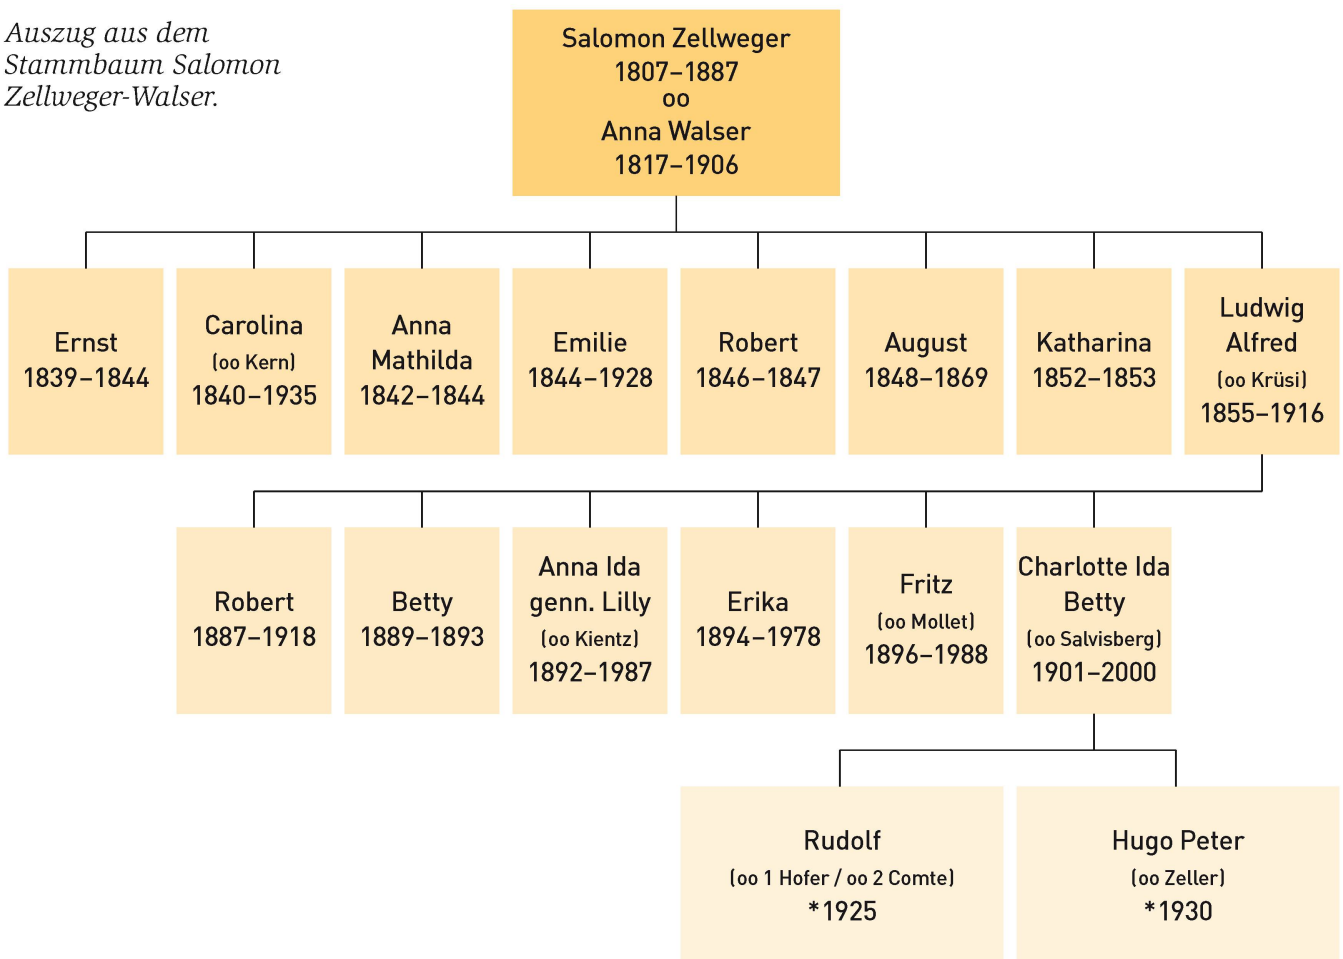 Auszug aus dem
Stammbaum Salomon
Zellweger-Walser.
Salomon Zellweger
1807–1887
oo
Anna Walser
1817–1906
Ernst
1839–1844
Carolina
(oo Kern)
1840–1935
Anna
Mathilda
1842–1844
Emilie
1844–1928
Robert
1846–1847
August
1848–1869
Katharina
1852–1853
Ludwig
Alfred
(oo Krüsi)
1855–1916
Robert
1887–1918
Betty
1889–1893
Anna Ida
genn. Lilly
(oo Kientz)
1892–1987
Erika
1894–1978
Fritz
(oo Mollet)
1896–1988
Charlotte Ida
Betty
(oo Salvisberg)
1901–2000
Rudolf
(oo 1 Hofer / oo 2 Comte)
*1925
Hugo Peter
(oo Zeller)
*1930